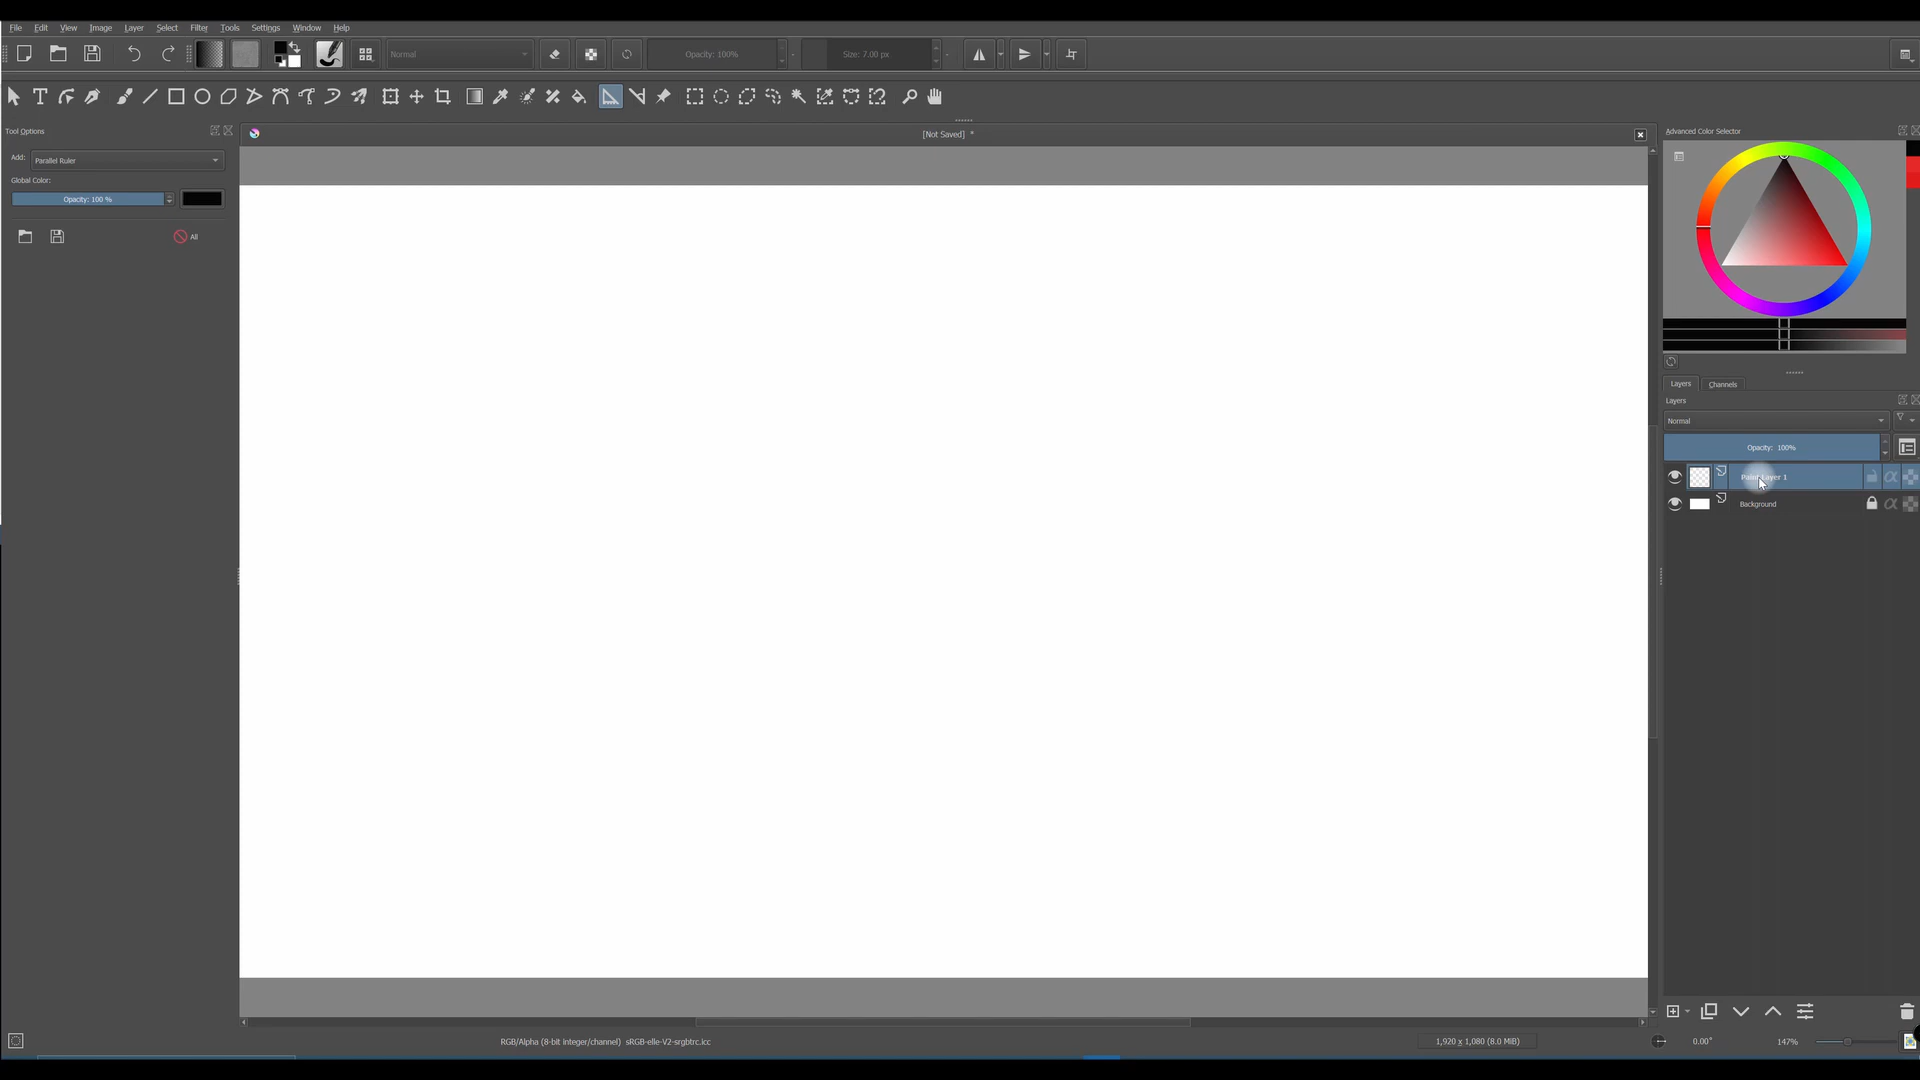 File Edit View Image Layer Select Filter Tools Settings Window Help
Normal Opacity: 100% Size: 7.00 px
Tool Options
[Not Saved] *
Advanced Color Selector
Add: Parallel Ruler
Global Color:
Opacity: 100 %
All
Layers Channels
Layers
Normal
Opacity: 100%
Paint Layer 1
Background
RGB/Alpha (8-bit integer/channel) sRGB-elle-V2-srgbtrc.icc
1,920 x 1,080 (8.0 MiB)
0.00°
147%